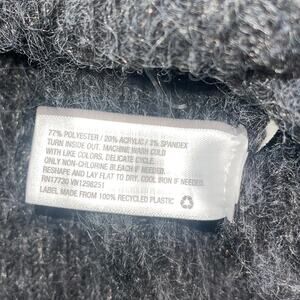 77% POLYESTER / 20% ACRYLIC / 3% SPANDEX
TURN INSIDE OUT. MACHINE WASH COLD
WITH LIKE COLORS, DELICATE CYCLE.
ONLY NON-CHLORINE BLEACH IF NEEDED.
RESHAPE AND LAY FLAT TO DRY. COOL IRON IF NEEDED.
RN17730 VIN1298251
LABEL MADE FROM 100% RECYCLED PLASTIC